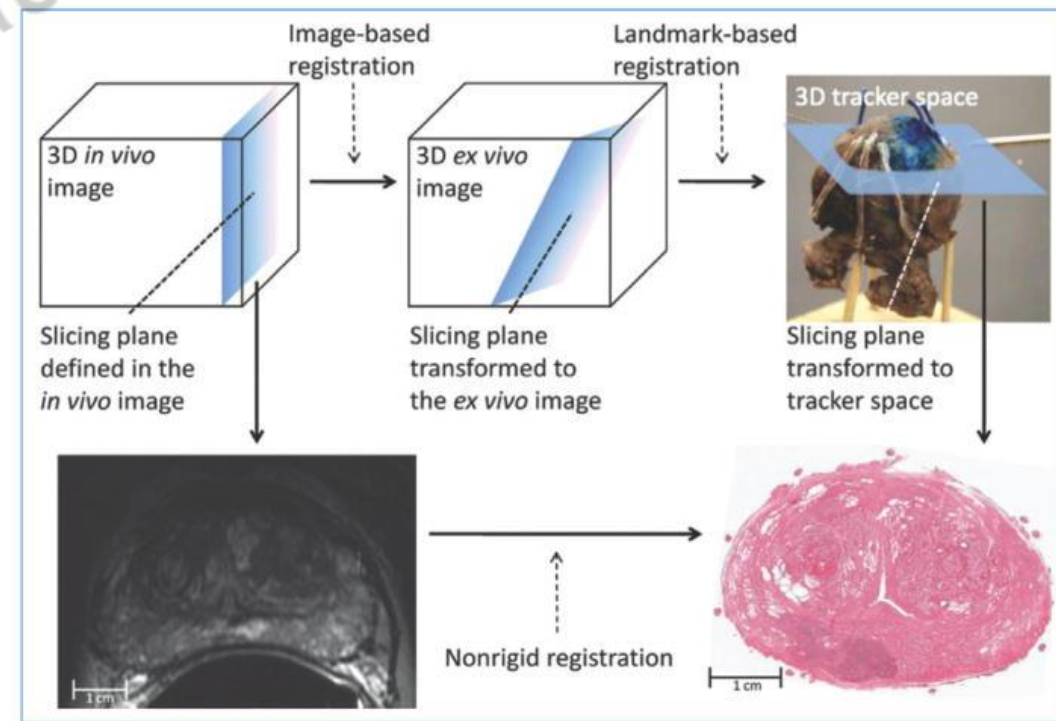 Image-based
registration
Landmark-based
registration
3D in vivo
image
3D ex vivo
image
3D tracker space
Slicing plane
defined in the
in vivo image
Slicing plane
transformed to
the ex vivo image
Slicing plane
transformed to
tracker space
Nonrigid registration
1 cm
1 cm